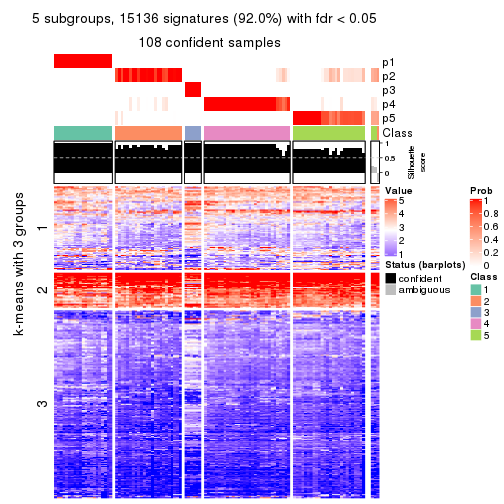 5 subgroups, 15136 signatures (92.0%) with fdr < 0.05
108 confident samples
p1
p2
p3
p4
p5
Class
1
0.5
0
Silhouette
score
k-means with 3 groups
1
2
3
Value
5
4
3
2
1
Status (barplots)
confident
ambiguous
Prob
1
0.8
0.6
0.4
0.2
0
Class
1
2
3
4
5